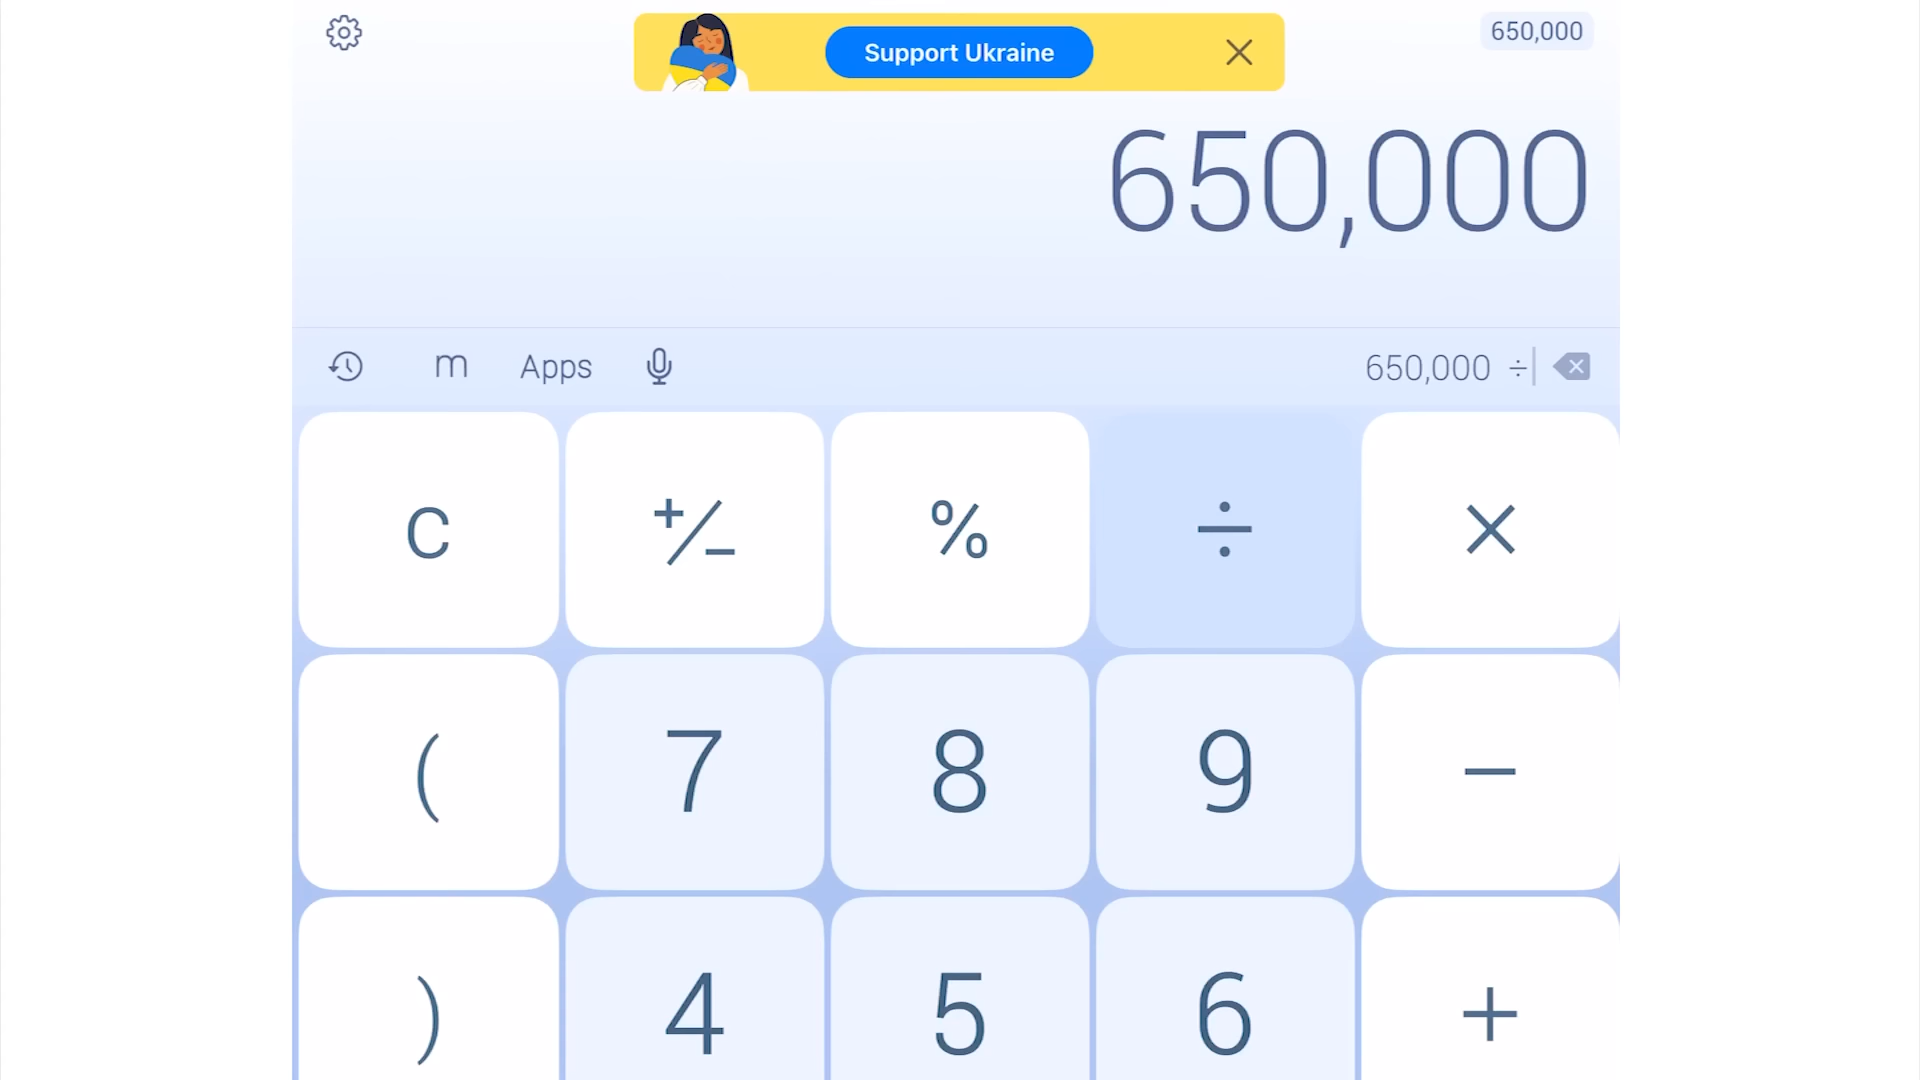 Support Ukraine
650,000
650,000
m Apps 650,000 ÷
C +/− % ÷ ×
( 7 8 9 −
) 4 5 6 +